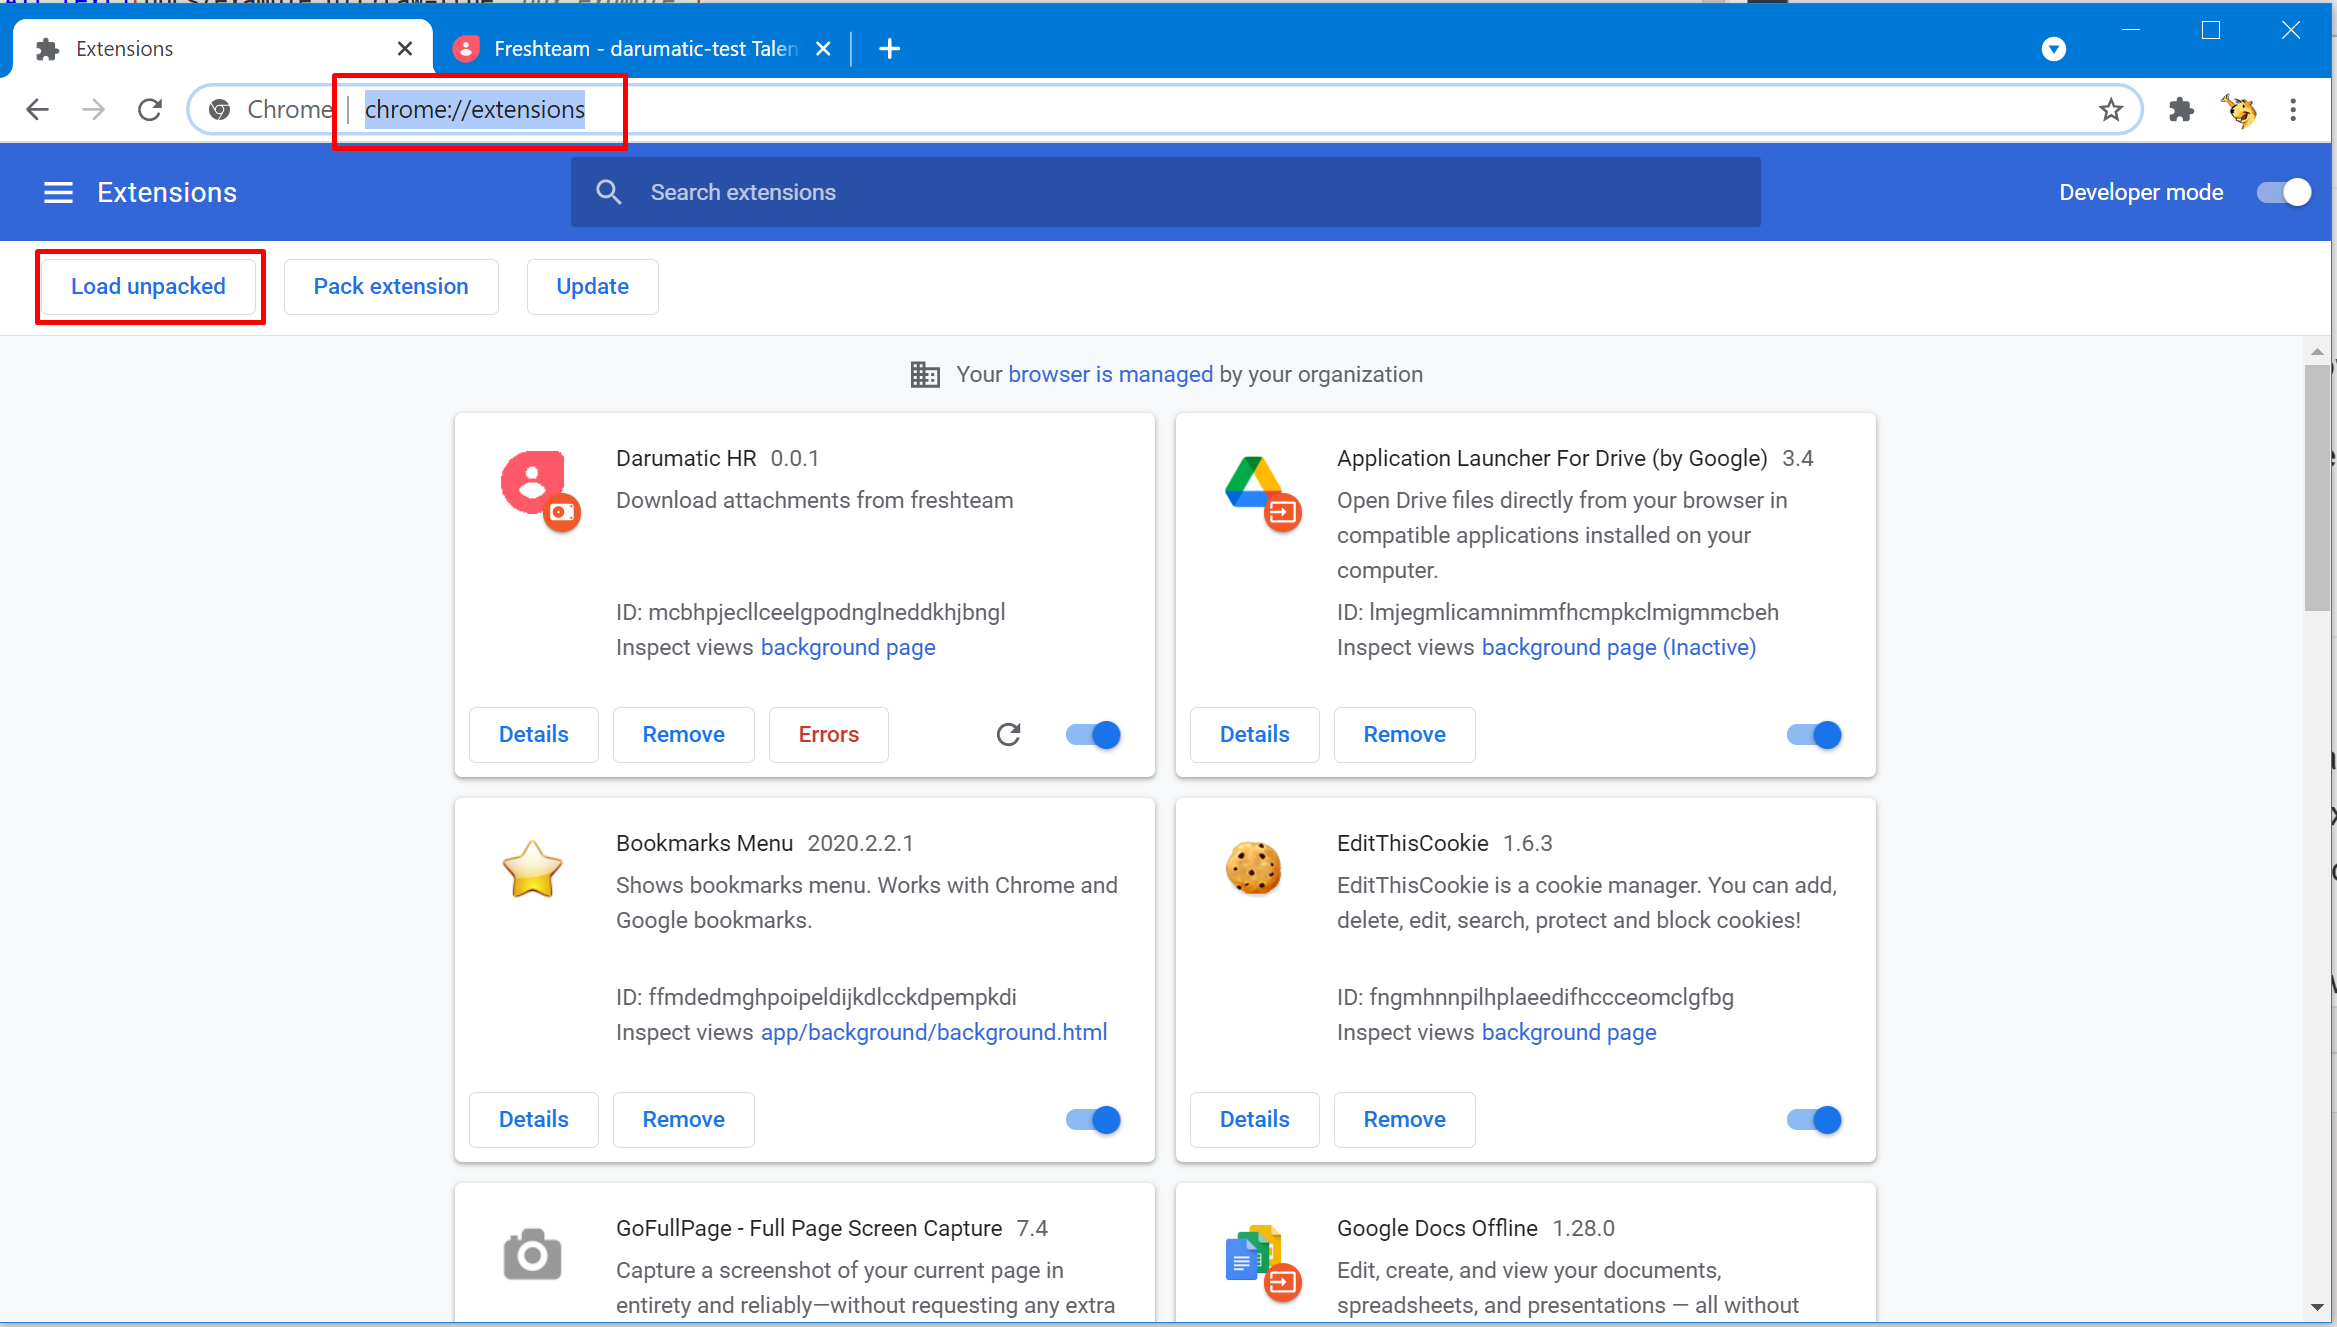 Extensions
Freshteam - darumatic-test Talen
Chrome | chrome://extensions
Extensions
Search extensions
Developer mode
Load unpacked
Pack extension
Update
Your browser is managed by your organization
Darumatic HR 0.0.1
Download attachments from freshteam
ID: mcbhpjecllceelgpodnglneddkhjbngl
Inspect views background page
Details
Remove
Errors
Application Launcher For Drive (by Google) 3.4
Open Drive files directly from your browser in
compatible applications installed on your
computer.
ID: lmjegmlicamnimmfhcmpkclmigmmcbeh
Inspect views background page (Inactive)
Details
Remove
Bookmarks Menu 2020.2.2.1
Shows bookmarks menu. Works with Chrome and
Google bookmarks.
ID: ffmdedmghpoipeldijkdlcckdpempkdi
Inspect views app/background/background.html
Details
Remove
EditThisCookie 1.6.3
EditThisCookie is a cookie manager. You can add,
delete, edit, search, protect and block cookies!
ID: fngmhnnpilhplaeedifhccceomclgfbg
Inspect views background page
Details
Remove
GoFullPage - Full Page Screen Capture 7.4
Capture a screenshot of your current page in
entirety and reliably—without requesting any extra
Google Docs Offline 1.28.0
Edit, create, and view your documents,
spreadsheets, and presentations — all without